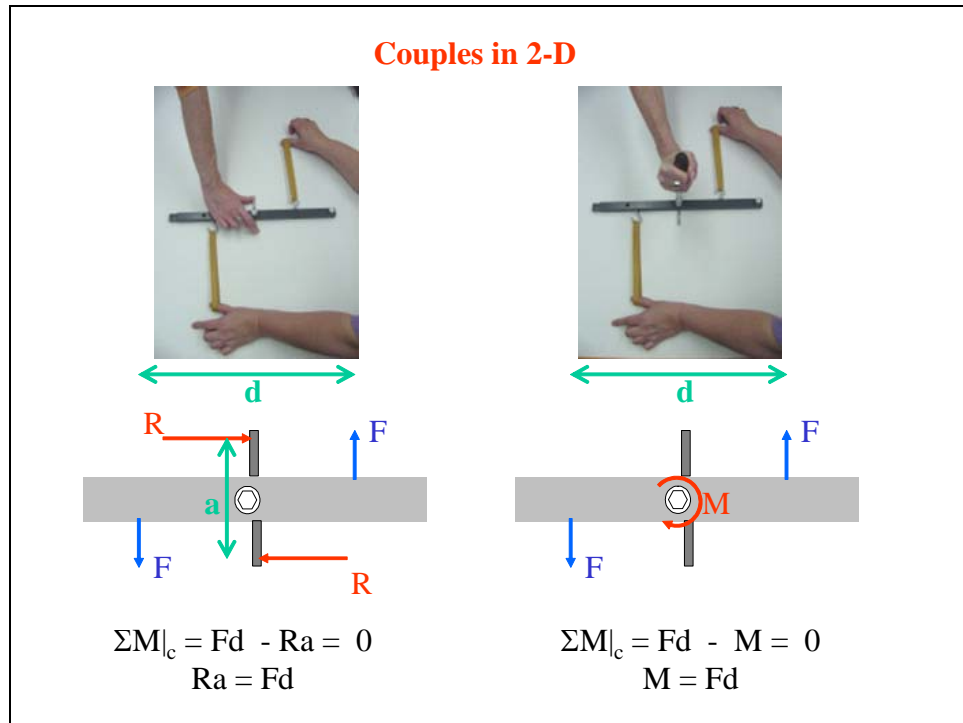 Couples in 2-D
d
d
R
F
F
a
M
F
R
F
ΣM|c = Fd - Ra = 0
Ra = Fd
ΣM|c = Fd - M = 0
M = Fd